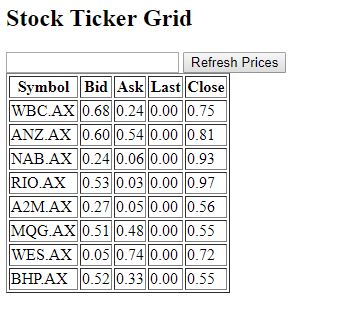 Stock Ticker Grid
Refresh Prices
Symbol Bid Ask Last Close
WBC.AX 0.68 0.24 0.00 0.75
ANZ.AX 0.60 0.54 0.00 0.81
NAB.AX 0.24 0.06 0.00 0.93
RIO.AX 0.53 0.03 0.00 0.97
A2M.AX 0.27 0.05 0.00 0.56
MQG.AX 0.51 0.48 0.00 0.55
WES.AX 0.05 0.74 0.00 0.72
BHP.AX 0.52 0.33 0.00 0.55